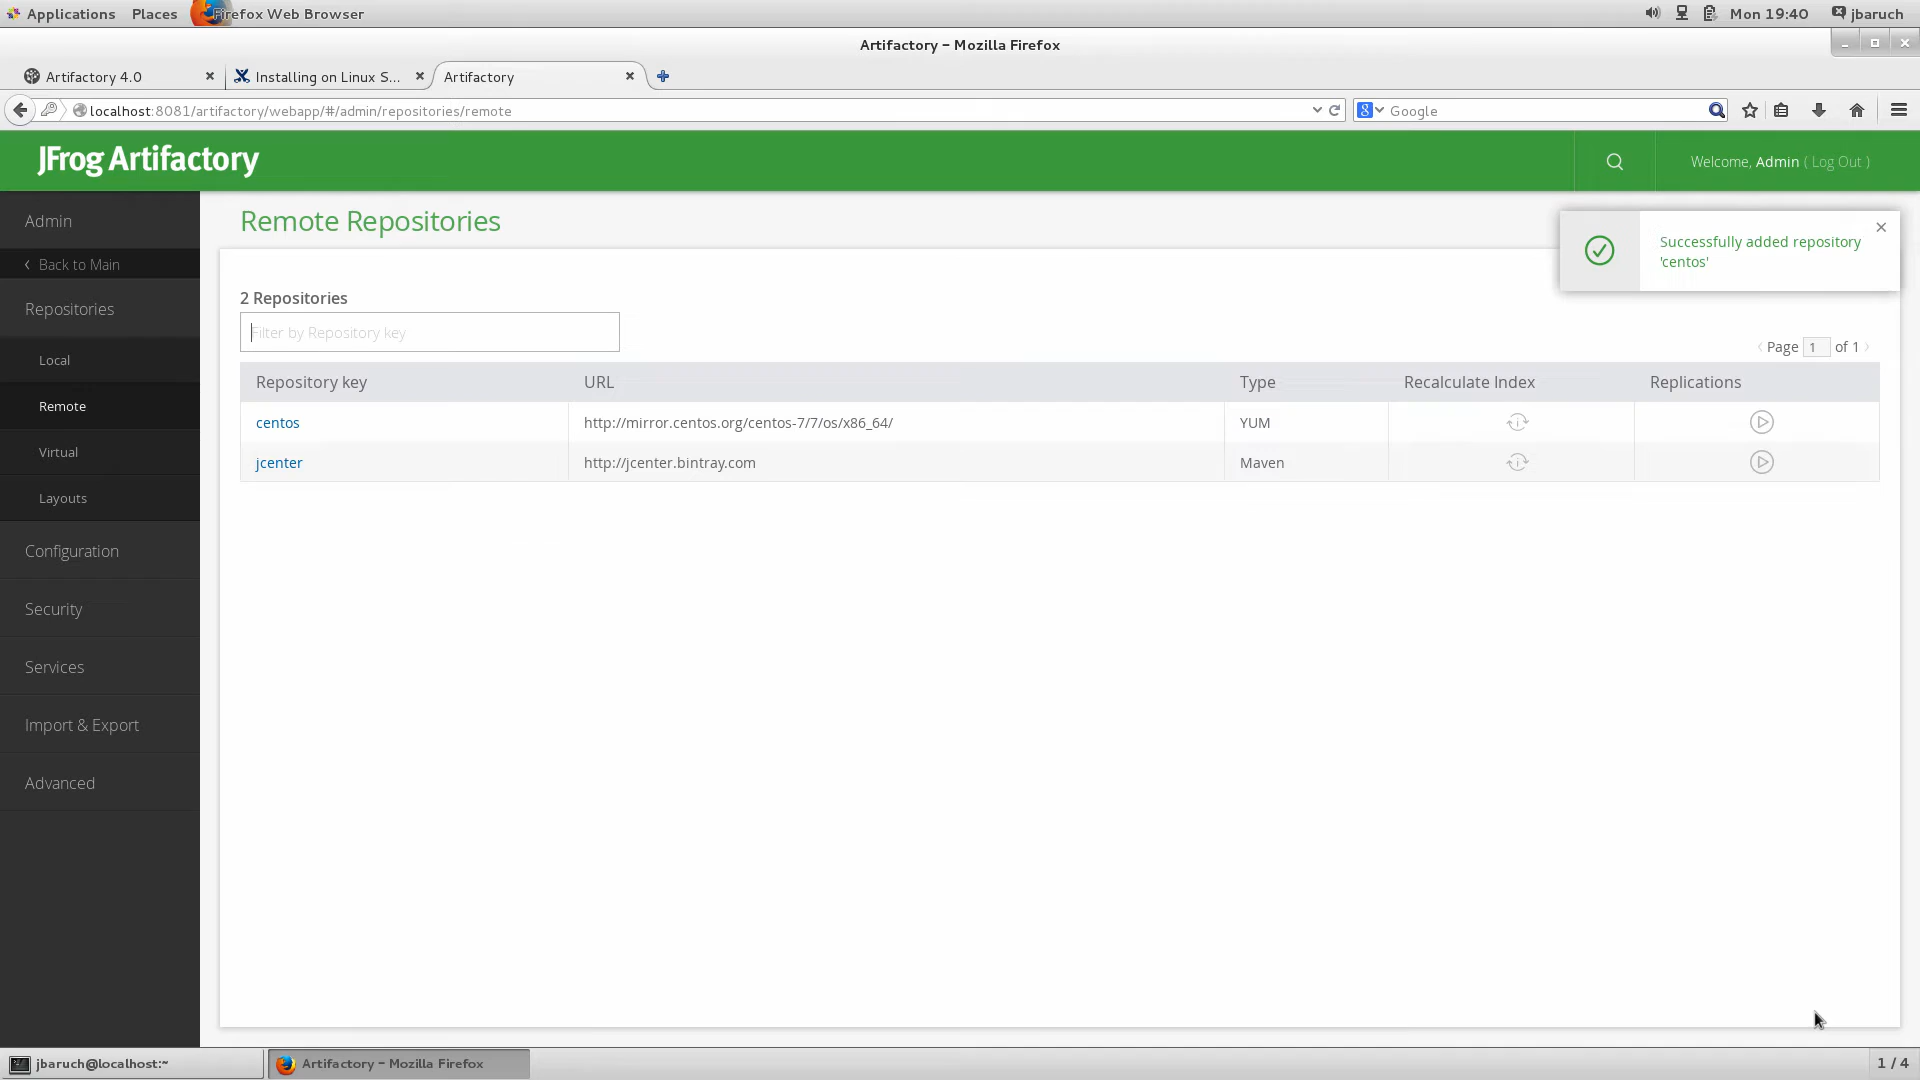 Applications Places Firefox Web Browser Mon 19:40 jbaruch
Artifactory - Mozilla Firefox
Artifactory 4.0 Installing on Linux S... Artifactory
localhost:8081/artifactory/webapp/#/admin/repositories/remote Google
JFrog Artifactory Welcome, Admin ( Log Out )
Admin
Back to Main
Repositories
Local
Remote
Virtual
Layouts
Configuration
Security
Services
Import & Export
Advanced
Remote Repositories
Successfully added repository
'centos'
2 Repositories
Filter by Repository key
Page 1 of 1
Repository key URL Type Recalculate Index Replications
centos http://mirror.centos.org/centos-7/7/os/x86_64/ YUM
jcenter http://jcenter.bintray.com Maven
jbaruch@localhost:~ Artifactory - Mozilla Firefox 1 / 4